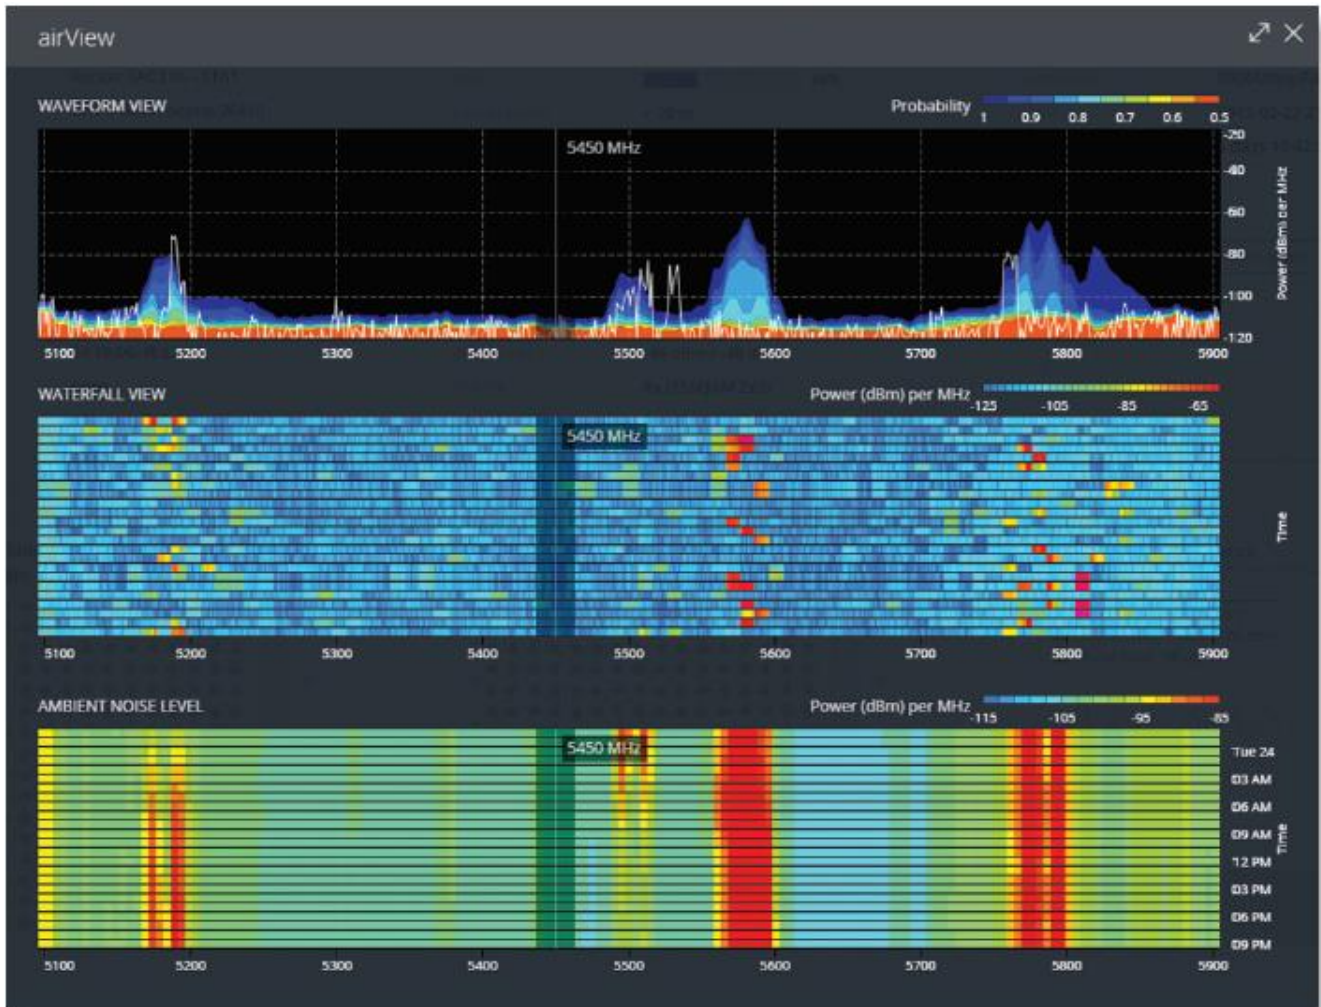 airView
WAVEFORM VIEW
Probability
1 0.9 0.8 0.7 0.6 0.5
5450 MHz
-20
-40
-60
-80
-100
-120
Power (dBm) per MHz
5100 5200 5300 5400 5500 5600 5700 5800 5900
WATERFALL VIEW
Power (dBm) per MHz
-125 -105 -85 -65
5450 MHz
Time
5100 5200 5300 5400 5500 5600 5700 5800 5900
AMBIENT NOISE LEVEL
Power (dBm) per MHz
-115 -105 -95 -85
5450 MHz
Tue 24
03 AM
06 AM
09 AM
12 PM
03 PM
06 PM
09 PM
Time
5100 5200 5300 5400 5500 5600 5700 5800 5900